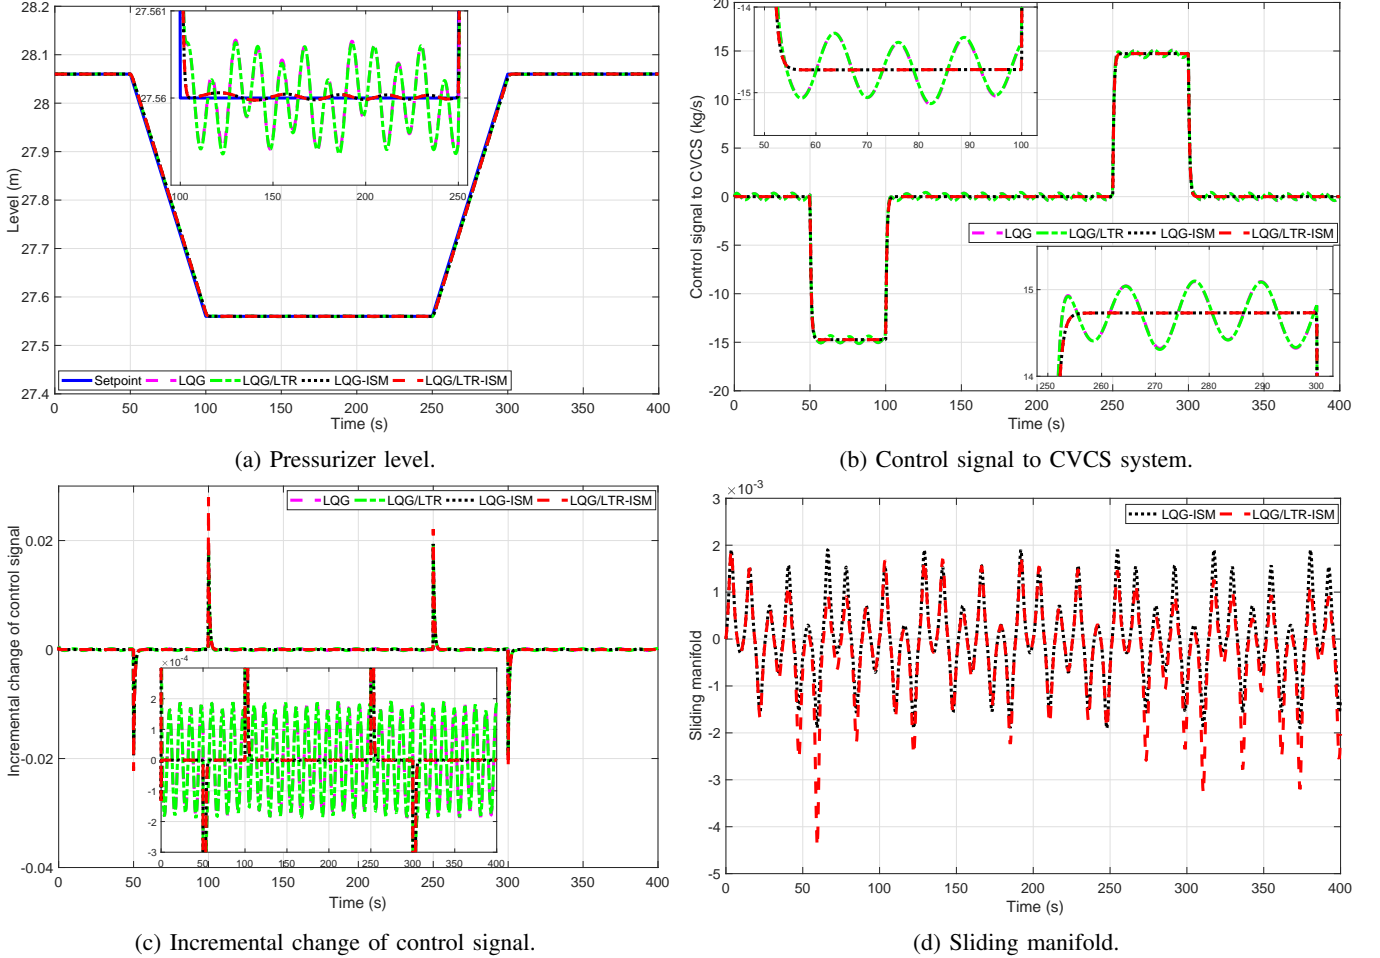 28.2
28.1
28
27.9
27.8
27.7
27.6
27.5
27.4
Level (m)
27.561
27.56
100 150 200 250
Setpoint LQG LQG/LTR LQG-ISM LQG/LTR-ISM
0 50 100 150 200 250 300 350 400
Time (s)
(a) Pressurizer level.
20
15
10
5
0
-5
-10
-15
-20
Control signal to CVCS (kg/s)
-14
-15
50 60 70 80 90 100
LQG LQG/LTR LQG-ISM LQG/LTR-ISM
15
14
250 260 270 280 290 300
0 50 100 150 200 250 300 350 400
Time (s)
(b) Control signal to CVCS system.
0.02
0
-0.02
-0.04
Incremental change of control signal
LQG LQG/LTR LQG-ISM LQG/LTR-ISM
×10-4
2
1
0
-1
-2
-3
0 50 100 150 200 250 300 350 400
0 50 100 150 200 250 300 350 400
Time (s)
(c) Incremental change of control signal.
×10-3
3
2
1
0
-1
-2
-3
-4
-5
Sliding manifold
LQG-ISM LQG/LTR-ISM
0 50 100 150 200 250 300 350 400
Time (s)
(d) Sliding manifold.